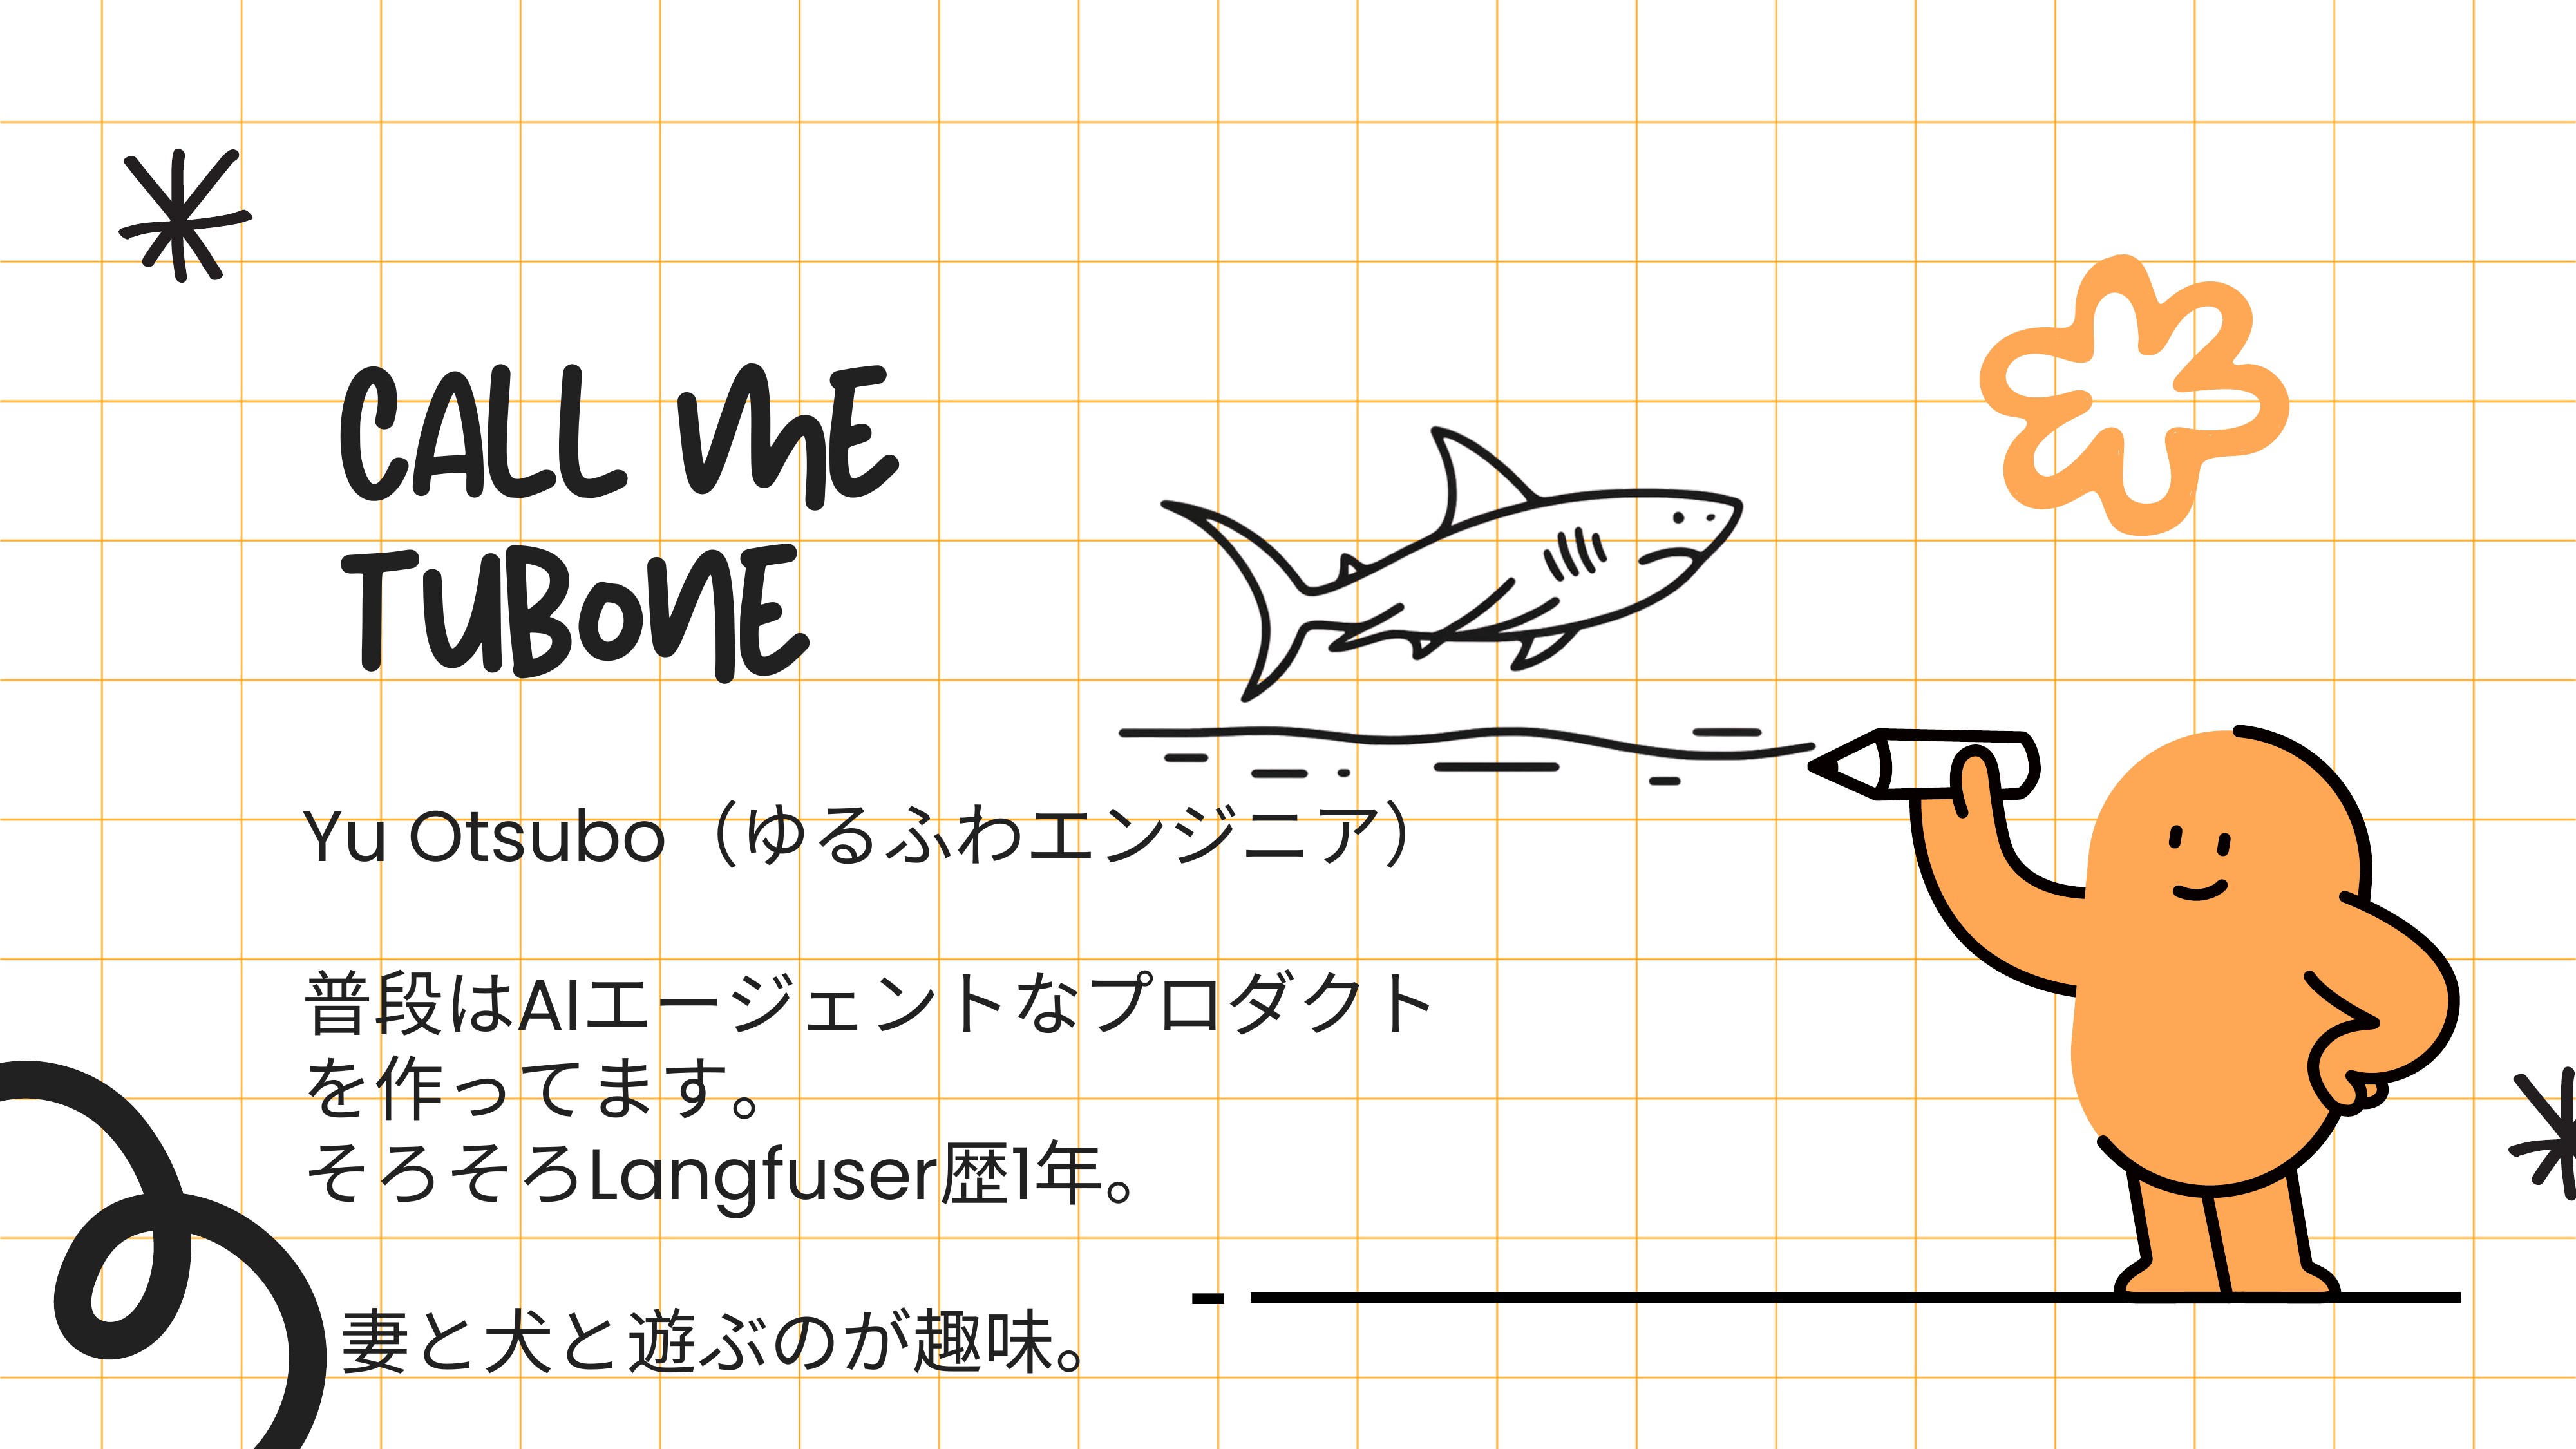 CALL ME
TUBONE
Yu Otsubo（ゆるふわエンジニア）
普段はAIエージェントなプロダクト
を作ってます。
そろそろLangfuser歴1年。
妻と犬と遊ぶのが趣味。